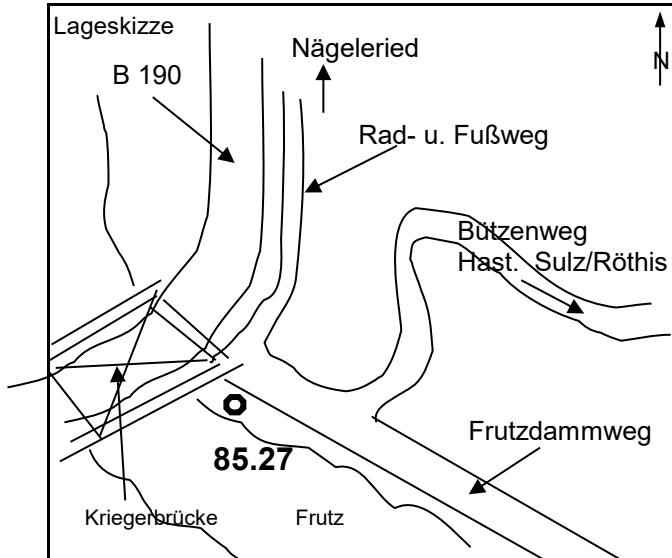 Lageskizze
N
Nägeleried
B 190
Rad- u. Fußweg
Bützenweg
Hast. Sulz/Röthis
Frutzdammweg
85.27
Kriegerbrücke
Frutz